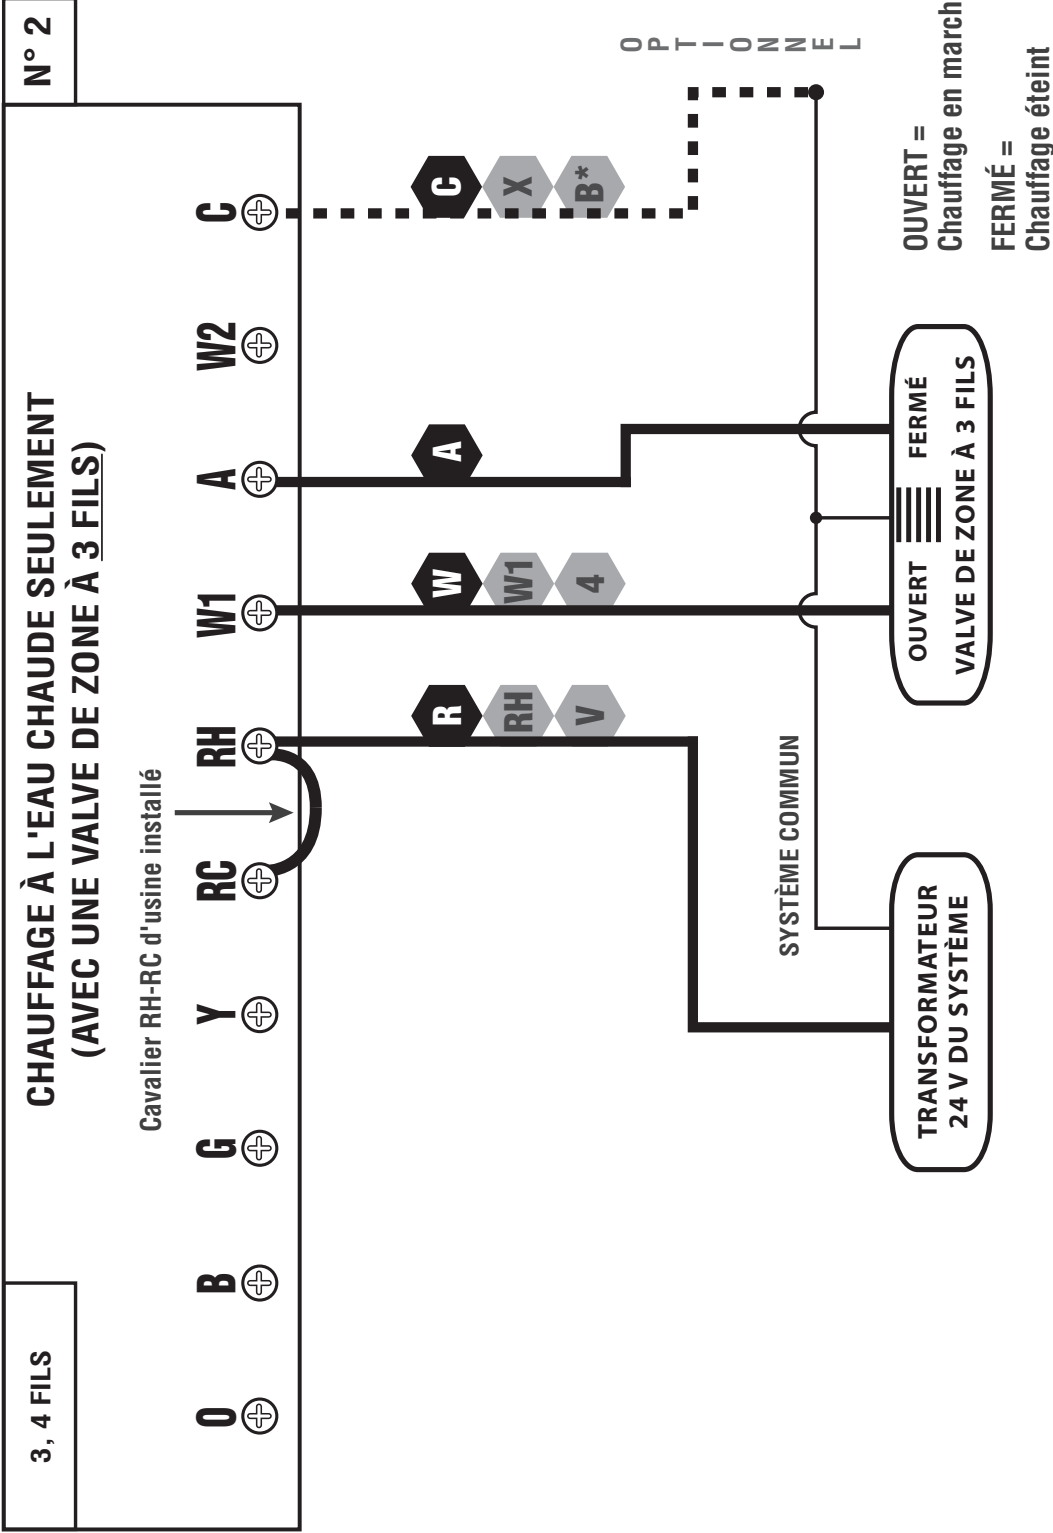 3, 4 FILS
N° 2
CHAUFFAGE À L'EAU CHAUDE SEULEMENT
(AVEC UNE VALVE DE ZONE À 3 FILS)
Cavalier RH-RC d'usine installé
O
B
G
Y
RC
RH
W1
A
W2
C
R
RH
V
W
W1
4
A
C
X
B*
OPTIONNEL
SYSTÈME COMMUN
TRANSFORMATEUR
24 V DU SYSTÈME
OUVERT
FERMÉ
VALVE DE ZONE À 3 FILS
OUVERT =
Chauffage en march
FERMÉ =
Chauffage éteint